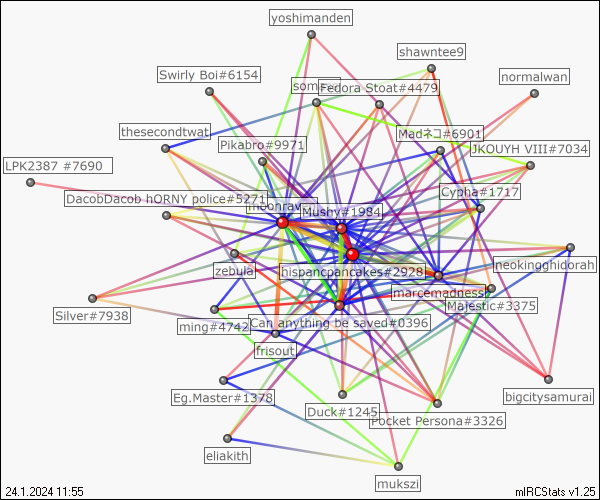 yoshimanden
shawntee9
Swirly Boi#6154
normalwan
Fedora Stoat#4479
thesecondtwat
Madネコ#6901
Pikabro#9971
JKOUYH VIII#7034
LPK2387 #7690
Cypha#1717
DacobDacob hORNY police#5271
Mushy#1984
neokingghidorah
zebula
hispancpancakes#2928
marcemadness
Majestic#3375
Silver#7938
ming#4742
Can anything be saved#0396
frisout
Eg.Master#1378
bigcitysamurai
Duck#1245
Pocket Persona#3326
eliakith
mukszi
24.1.2024 11:55
mIRCStats v1.25